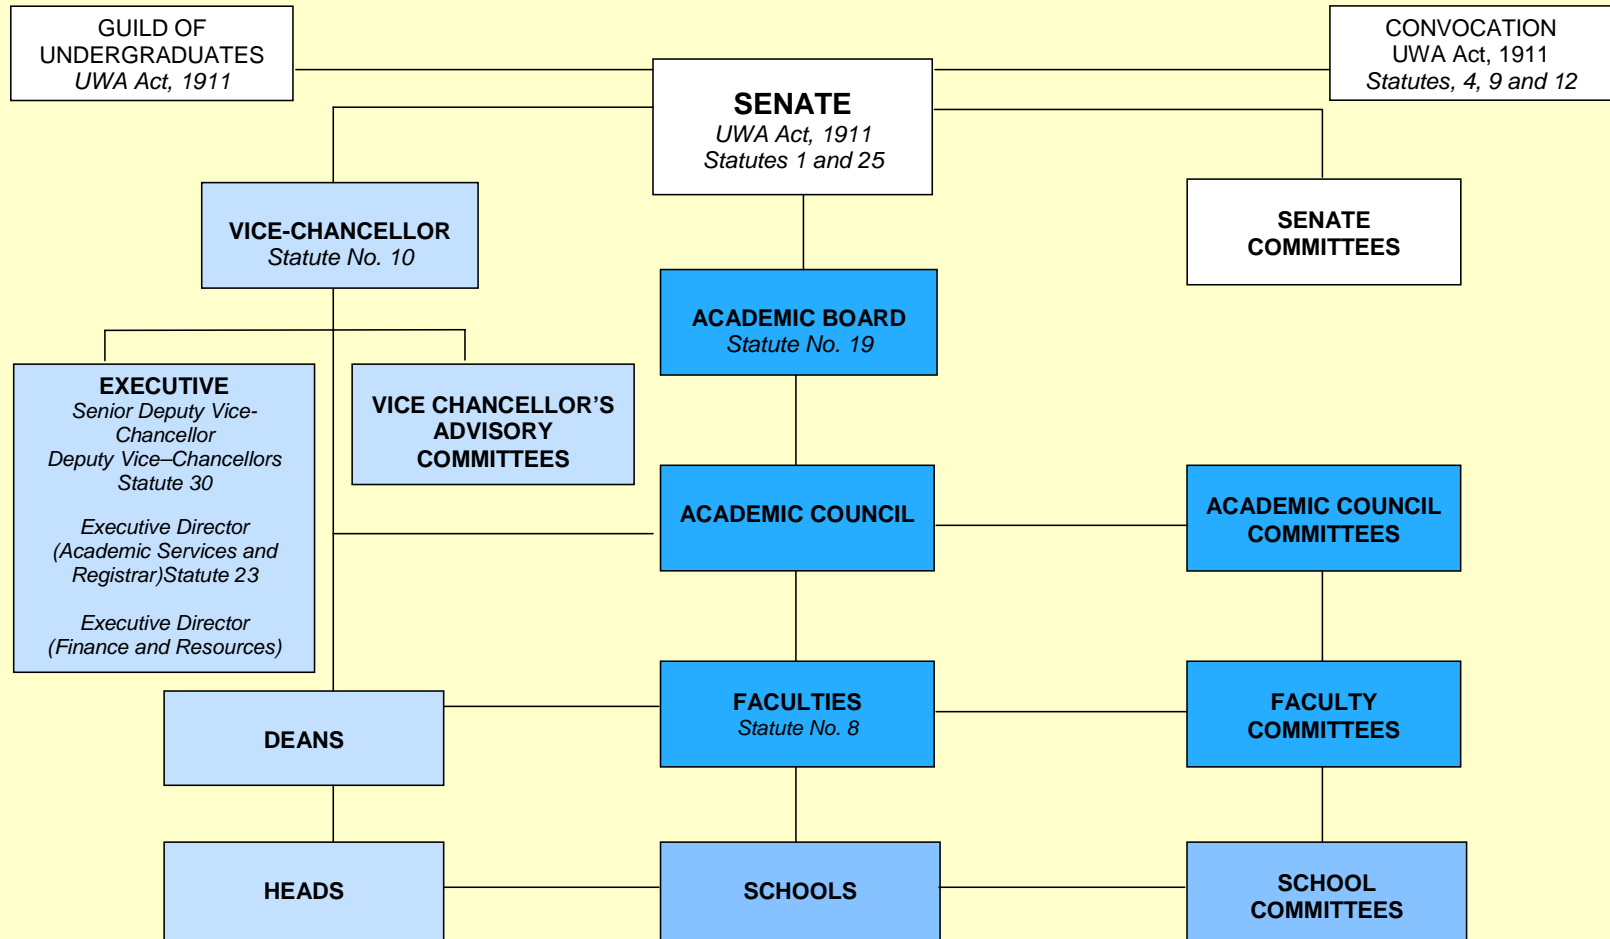 GUILD OF
UNDERGRADUATES
UWA Act, 1911
CONVOCATION
UWA Act, 1911
Statutes, 4, 9 and 12
SENATE
UWA Act, 1911
Statutes 1 and 25
VICE-CHANCELLOR
Statute No. 10
SENATE
COMMITTEES
ACADEMIC BOARD
Statute No. 19
EXECUTIVE
Senior Deputy Vice-
Chancellor
Deputy Vice–Chancellors
Statute 30
Executive Director
(Academic Services and
Registrar)Statute 23
Executive Director
(Finance and Resources)
VICE CHANCELLOR’S
ADVISORY
COMMITTEES
ACADEMIC COUNCIL
ACADEMIC COUNCIL
COMMITTEES
DEANS
FACULTIES
Statute No. 8
FACULTY
COMMITTEES
HEADS
SCHOOLS
SCHOOL
COMMITTEES